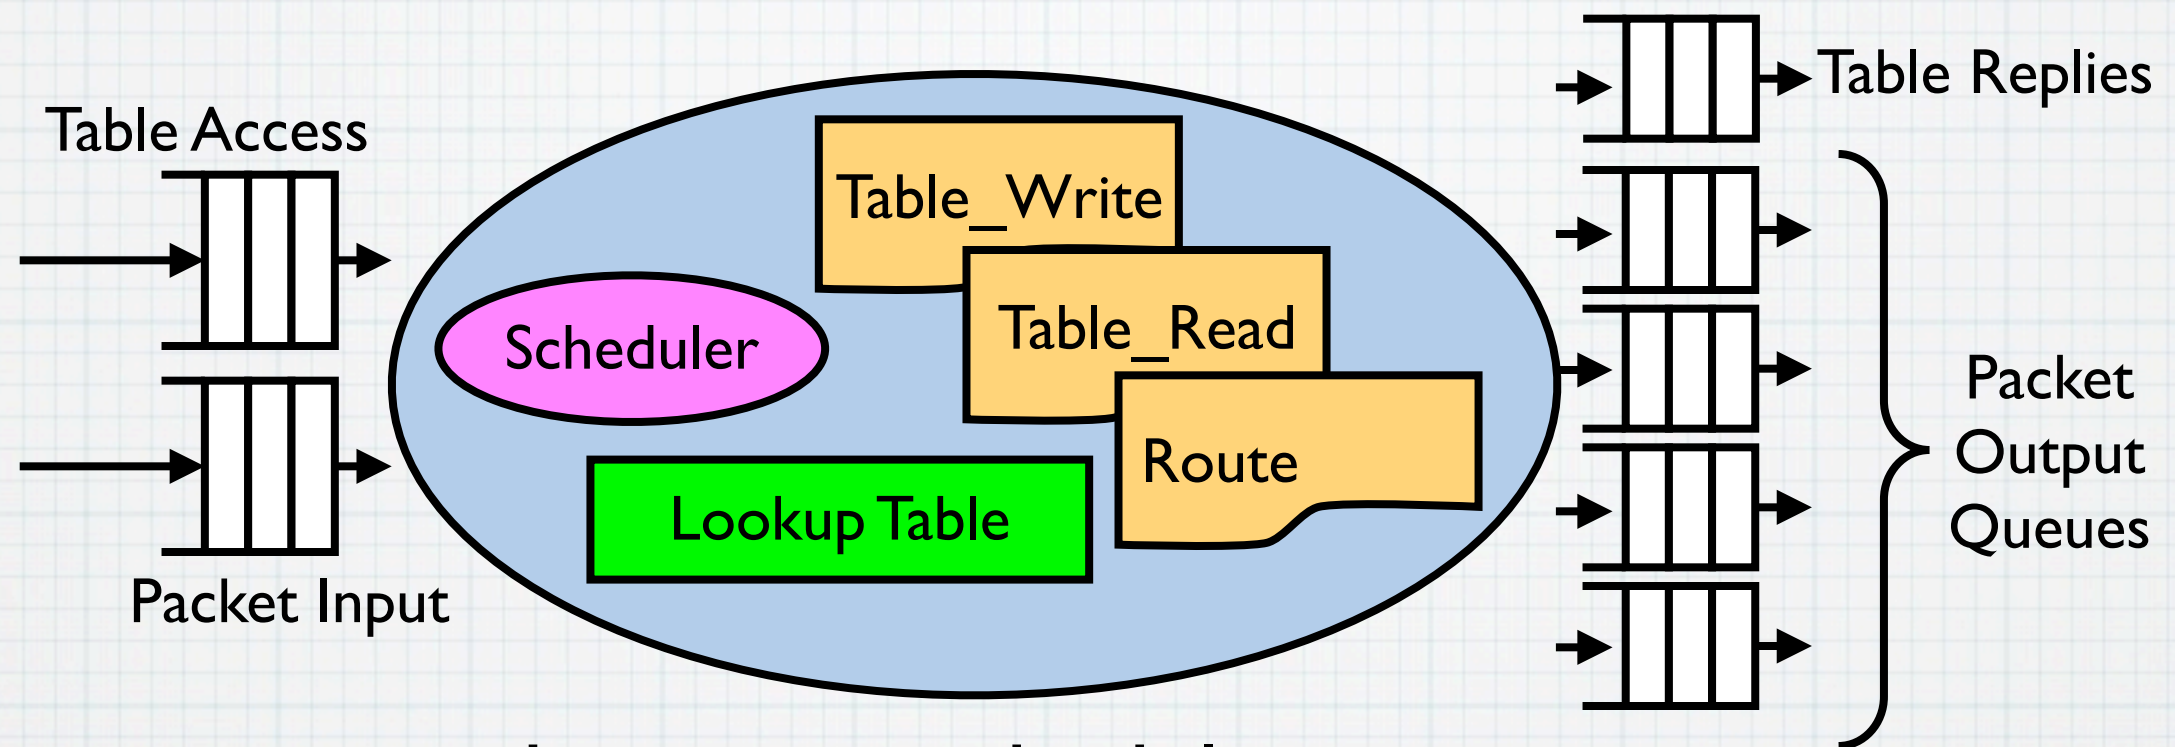 Table Replies
Table Access
Table_Write
Table_Read
Scheduler
Packet
Output
Queues
Route
Lookup Table
Packet Input